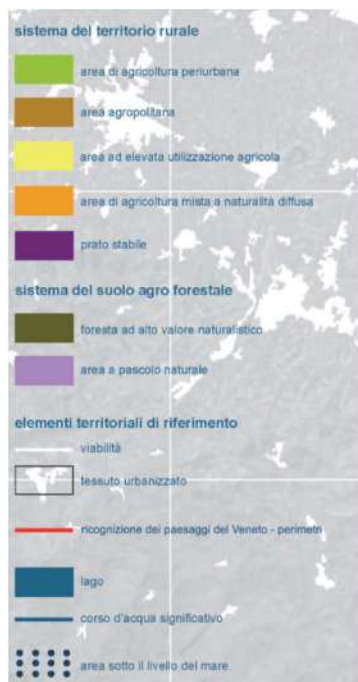 sistema del territorio rurale
area di agricoltura periurbana
area agropolitana
area ad elevata utilizzazione agricola
area di agricoltura mista a naturalità diffusa
prato stabile
sistema del suolo agro forestale
foresta ad alto valore naturalistico
area a pascolo naturale
elementi territoriali di riferimento
viabilità
tessuto urbanizzato
ricognizione dei paesaggi del Veneto - perimetri
lago
corso d'acqua significativo
area sotto il livello del mare